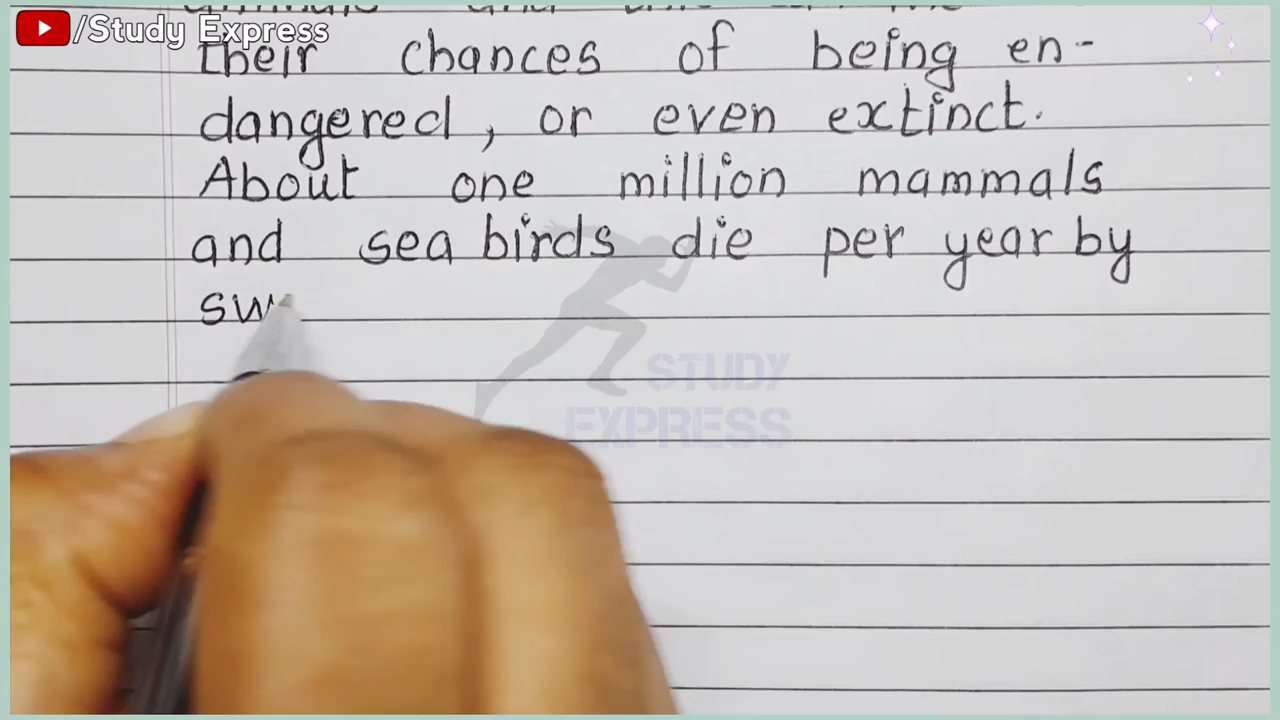 /Study Express
their chances of being en-
dangered, or even extinct.
About one million mammals
and sea birds die per year by
sw
STUDY
EXPRESS